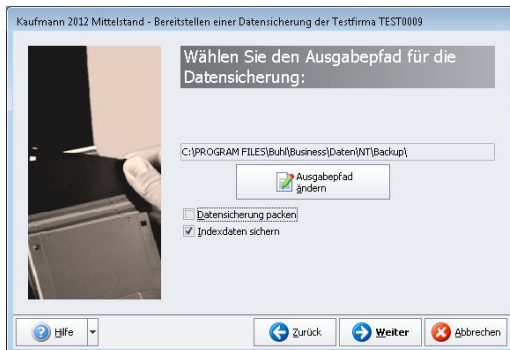 Kaufmann 2012 Mittelstand - Bereitstellen einer Datensicherung der Testfirma TEST0009
Wählen Sie den Ausgabepfad für die
Datensicherung:
C:\PROGRAM FILES\Buhl\Business\Daten\NT\Backup\
Ausgabepfad
ändern
Datensicherung packen
Indexdaten sichern
Hilfe
Zurück
Weiter
Abbrechen